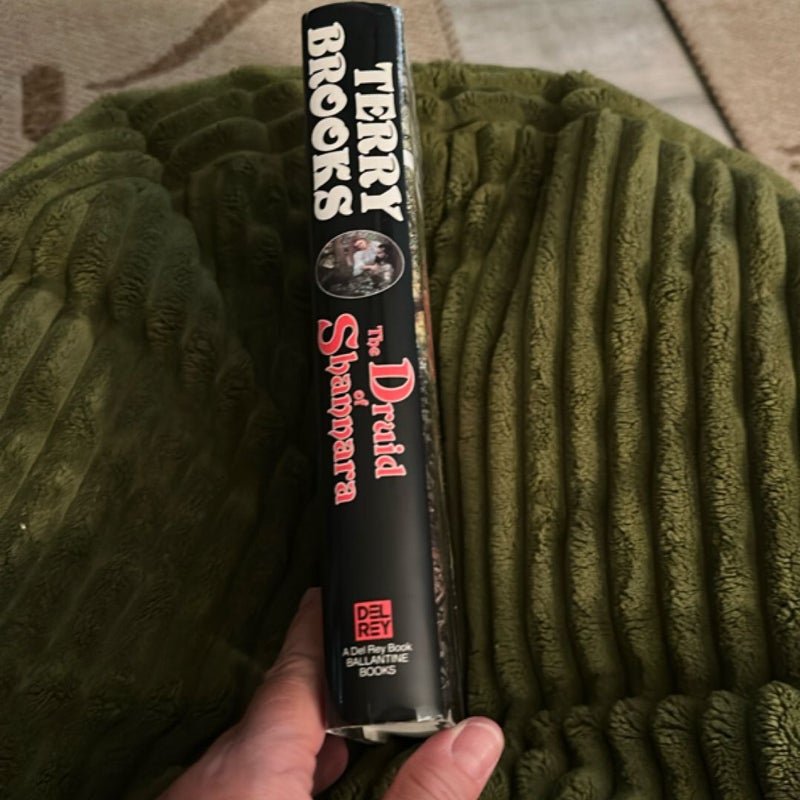 TERRY
BROOKS
The Druid
of
Shannara
DEL
REY
A Del Rey Book
BALLANTINE
BOOKS